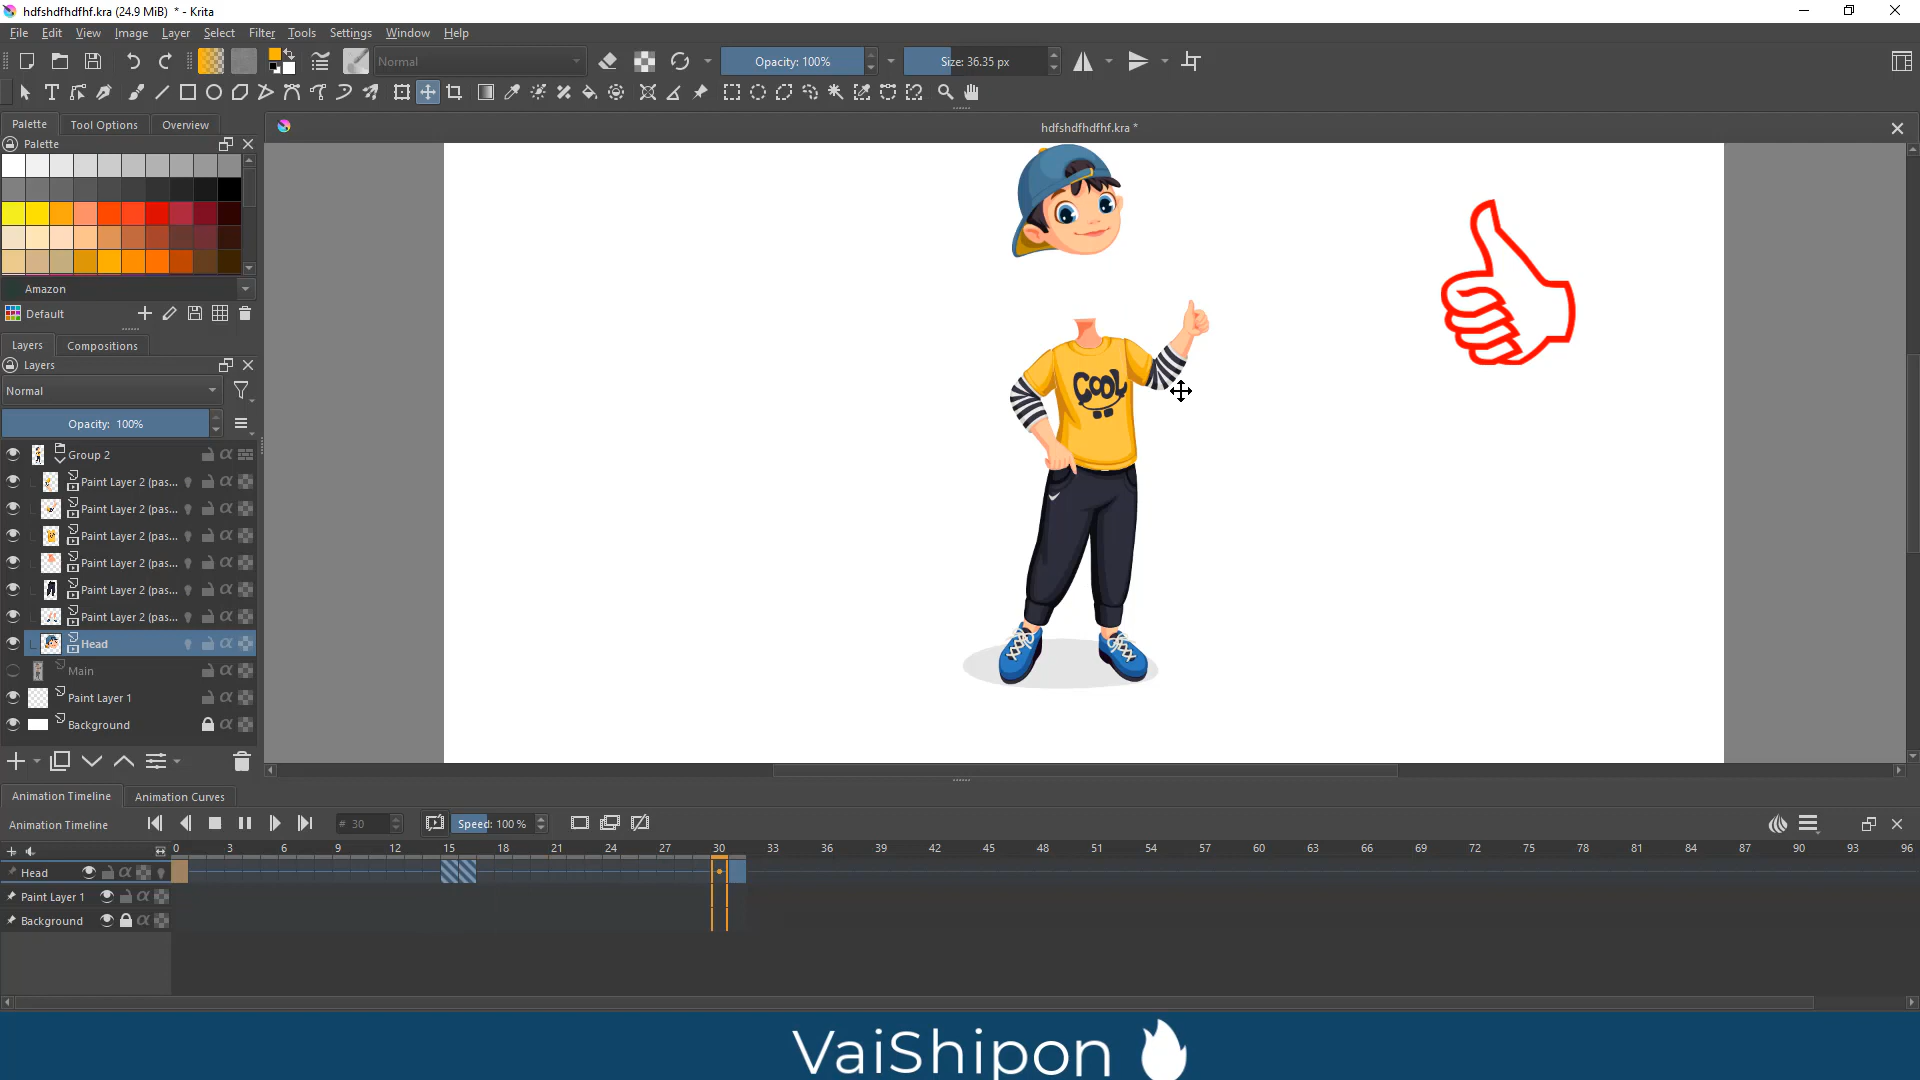 hdfshdfhdfhf.kra (24.9 MiB) * - Krita
File Edit View Image Layer Select Filter Tools Settings Window Help
Normal
Opacity: 100%
Size: 36.35 px
Palette Tool Options Overview
hdfshdfhdfhf.kra *
Palette
Amazon
Default
Layers Compositions
Layers
Normal
Opacity: 100%
Group 2
Paint Layer 2 (pas...
Paint Layer 2 (pas...
Paint Layer 2 (pas...
Paint Layer 2 (pas...
Paint Layer 2 (pas...
Paint Layer 2 (pas...
Head
Main
Paint Layer 1
Background
COOL
Animation Timeline Animation Curves
Animation Timeline
# 30
Speed: 100 %
0 3 6 9 12 15 18 21 24 27 30 33 36 39 42 45 48 51 54 57 60 63 66 69 72 75 78 81 84 87 90 93 96
Head
Paint Layer 1
Background
VaiShipon